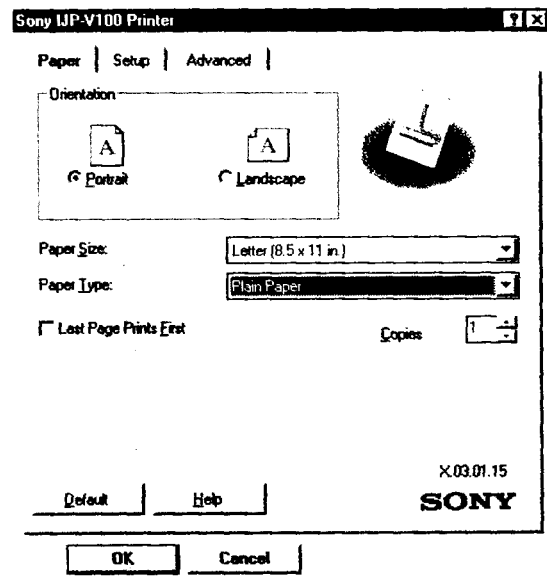 Sony IJP-V100 Printer ? X
Paper Setup Advanced
Orientation
A A
Portrait Landscape
Paper Size: Letter (8.5 x 11 in.)
Paper Type: Plain Paper
Last Page Prints First Copies 1
X.03.01.15
Default Help SONY
OK Cancel